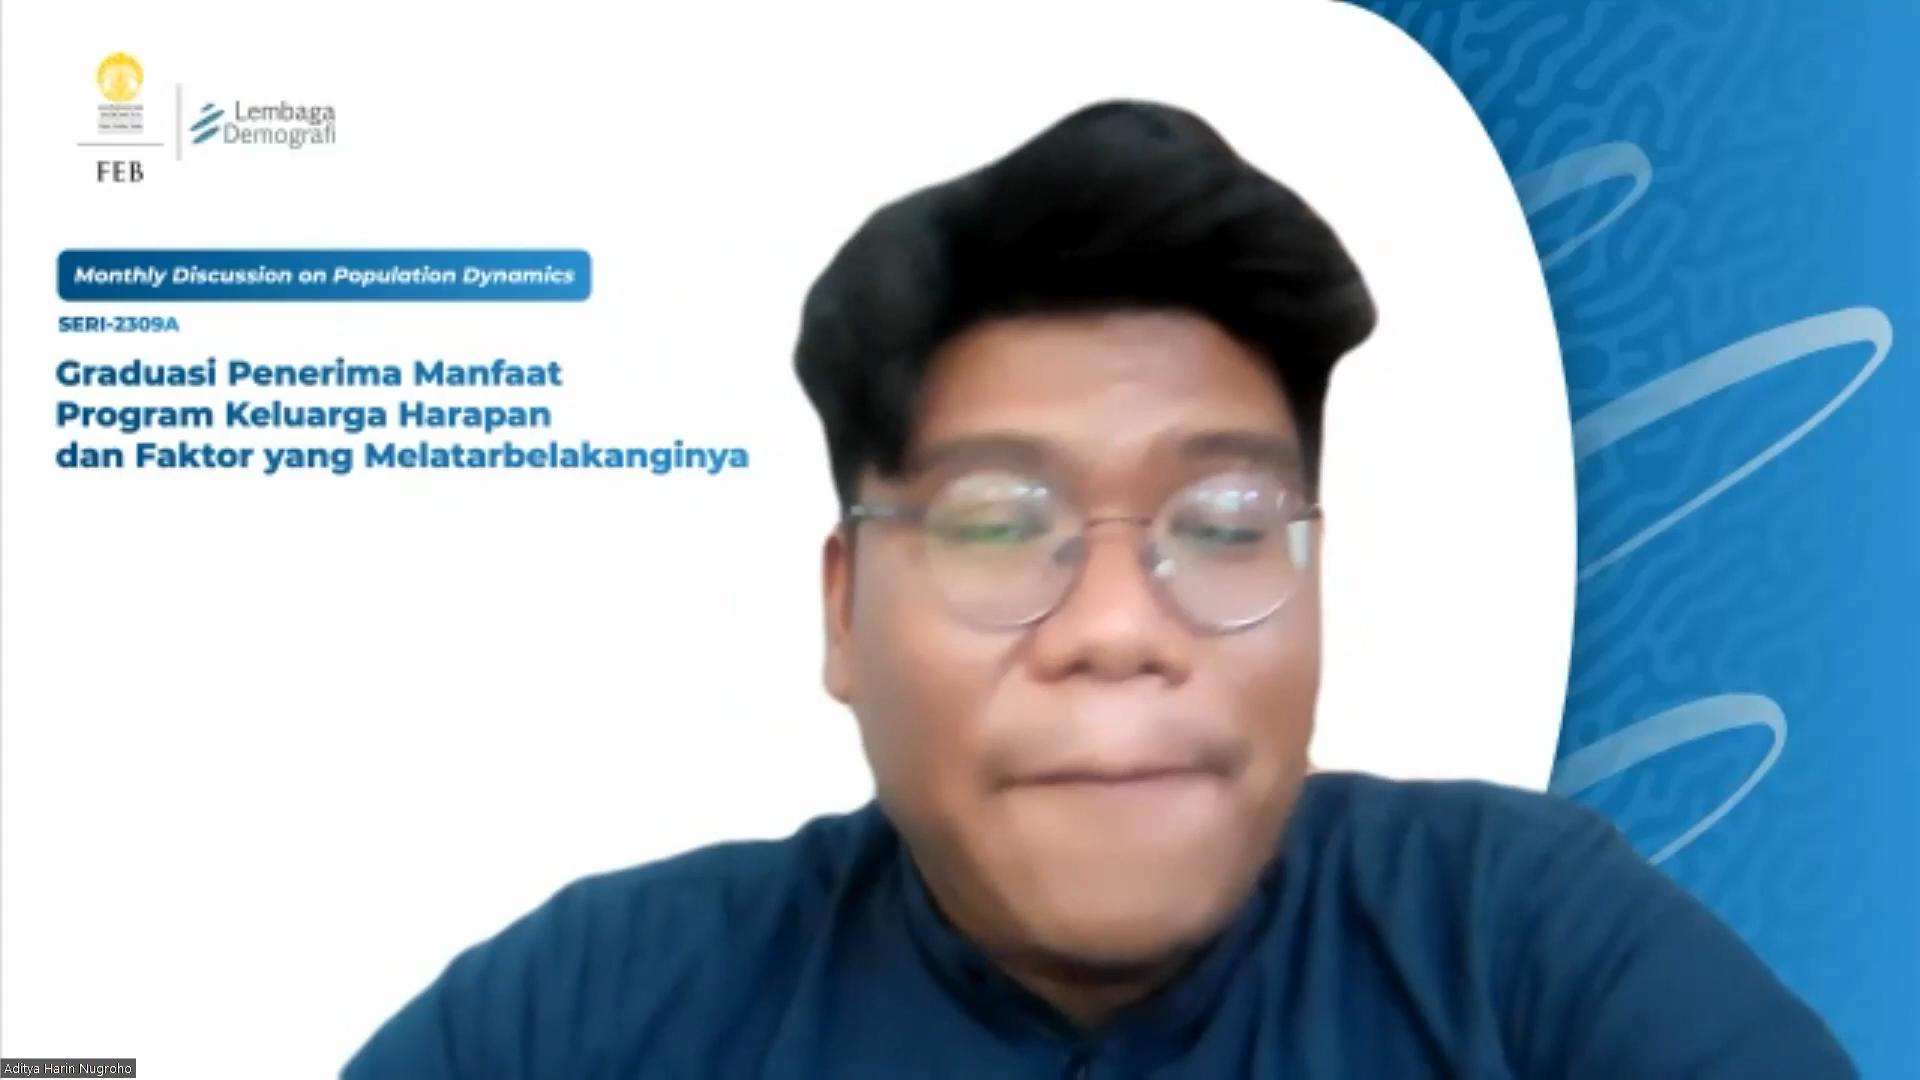 Lembaga
Demografi
FEB
Monthly Discussion on Population Dynamics
SERI-2309A
Graduasi Penerima Manfaat
Program Keluarga Harapan
dan Faktor yang Melatarbelakanginya
Aditya Harin Nugroho